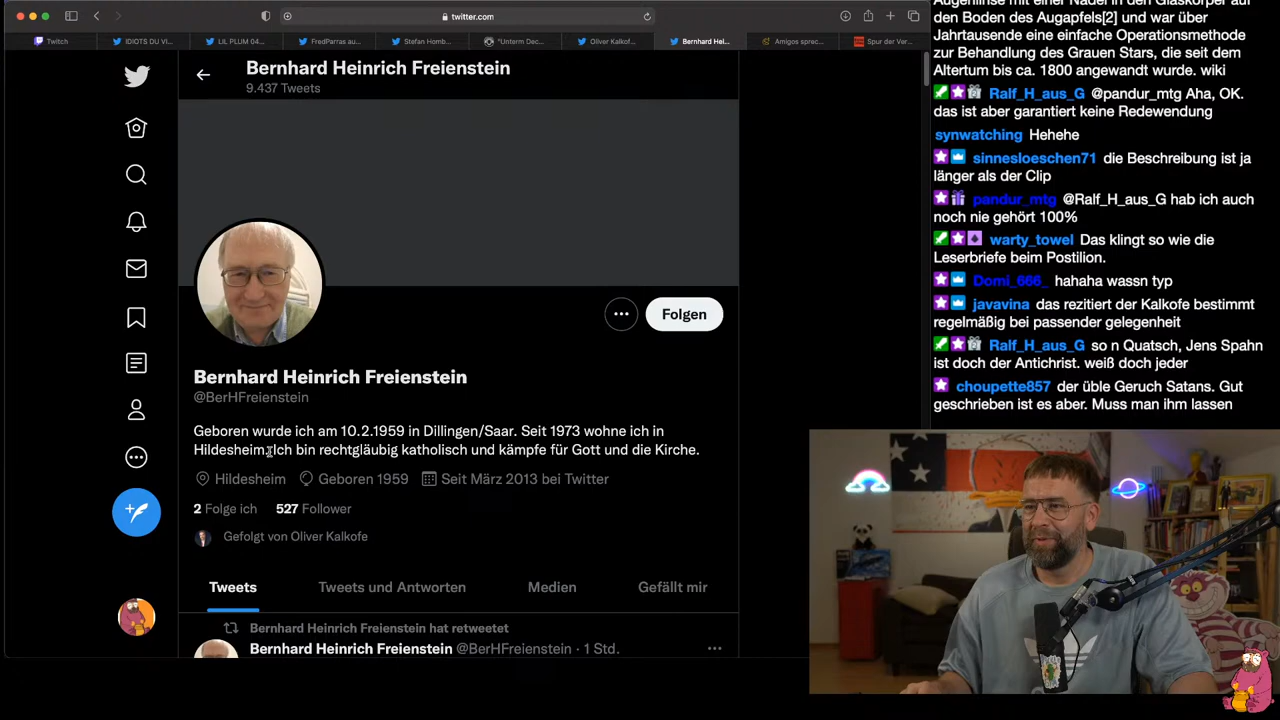 twitter.com
Twitch
IDIOTS DU VI...
LIL PLUM 04...
FredParras au...
Stefan Homb...
"Unterm Dec...
Oliver Kalkof...
Bernhard Hei...
Amigos sprec...
Spur der Ver...
Bernhard Heinrich Freienstein
9.437 Tweets
Folgen
Bernhard Heinrich Freienstein
@BerHFreienstein
Geboren wurde ich am 10.2.1959 in Dillingen/Saar. Seit 1973 wohne ich in
Hildesheim.Ich bin rechtgläubig katholisch und kämpfe für Gott und die Kirche.
Hildesheim Geboren 1959 Seit März 2013 bei Twitter
2 Folge ich 527 Follower
Gefolgt von Oliver Kalkofe
Tweets Tweets und Antworten Medien Gefällt mir
Bernhard Heinrich Freienstein hat retweetet
Bernhard Heinrich Freienstein @BerHFreienstein · 1 Std.
Augenlinse mit einer Nadel in den Glaskörper auf
den Boden des Augapfels[2] und war über
Jahrtausende eine einfache Operationsmethode
zur Behandlung des Grauen Stars, die seit dem
Altertum bis ca. 1800 angewandt wurde. wiki
Ralf_H_aus_G @pandur_mtg Aha, OK.
das ist aber garantiert keine Redewendung
synwatching Hehehe
sinnesloeschen71 die Beschreibung ist ja
länger als der Clip
pandur_mtg @Ralf_H_aus_G hab ich auch
noch nie gehört 100%
warty_towel Das klingt so wie die
Leserbriefe beim Postilion.
Domi_666_ hahaha wassn typ
javavina das rezitiert der Kalkofe bestimmt
regelmäßig bei passender gelegenheit
Ralf_H_aus_G so n Quatsch, Jens Spahn
ist doch der Antichrist. weiß doch jeder
choupette857 der üble Geruch Satans. Gut
geschrieben ist es aber. Muss man ihm lassen